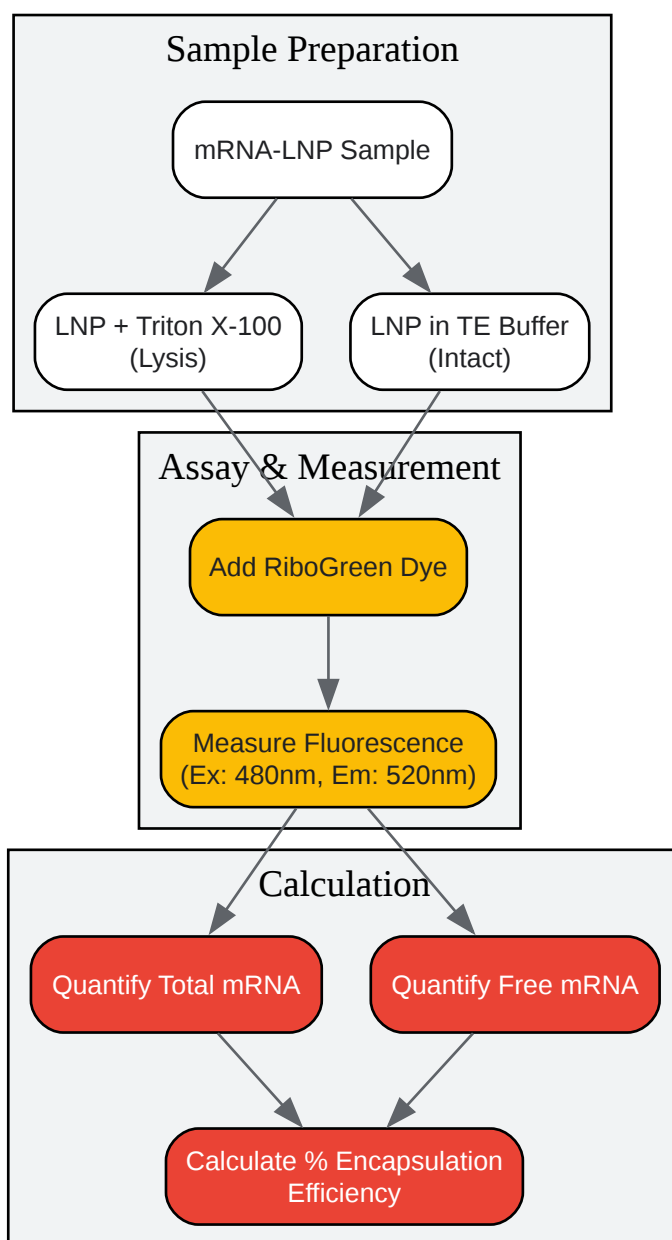 Sample Preparation
mRNA-LNP Sample
LNP + Triton X-100
(Lysis)
LNP in TE Buffer
(Intact)
Assay & Measurement
Add RiboGreen Dye
Measure Fluorescence
(Ex: 480nm, Em: 520nm)
Calculation
Quantify Total mRNA
Quantify Free mRNA
Calculate % Encapsulation
Efficiency